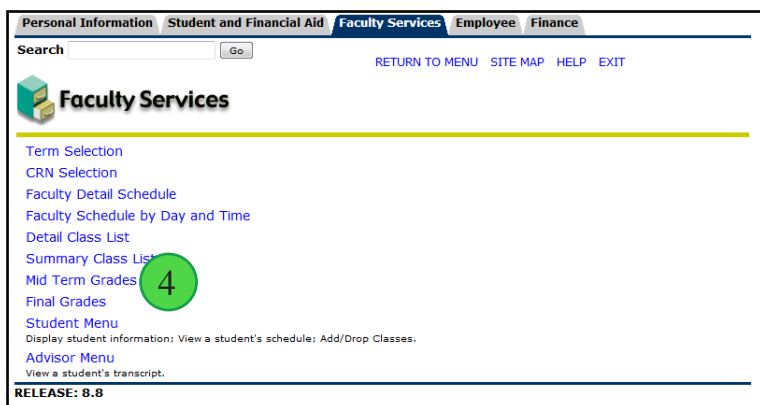 Personal Information Student and Financial Aid Faculty Services Employee Finance
Search Go
RETURN TO MENU SITE MAP HELP EXIT
Faculty Services
Term Selection
CRN Selection
Faculty Detail Schedule
Faculty Schedule by Day and Time
Detail Class List
Summary Class List
Mid Term Grades 4
Final Grades
Student Menu
Display student information; View a student's schedule; Add/Drop Classes.
Advisor Menu
View a student's transcript.
RELEASE: 8.8